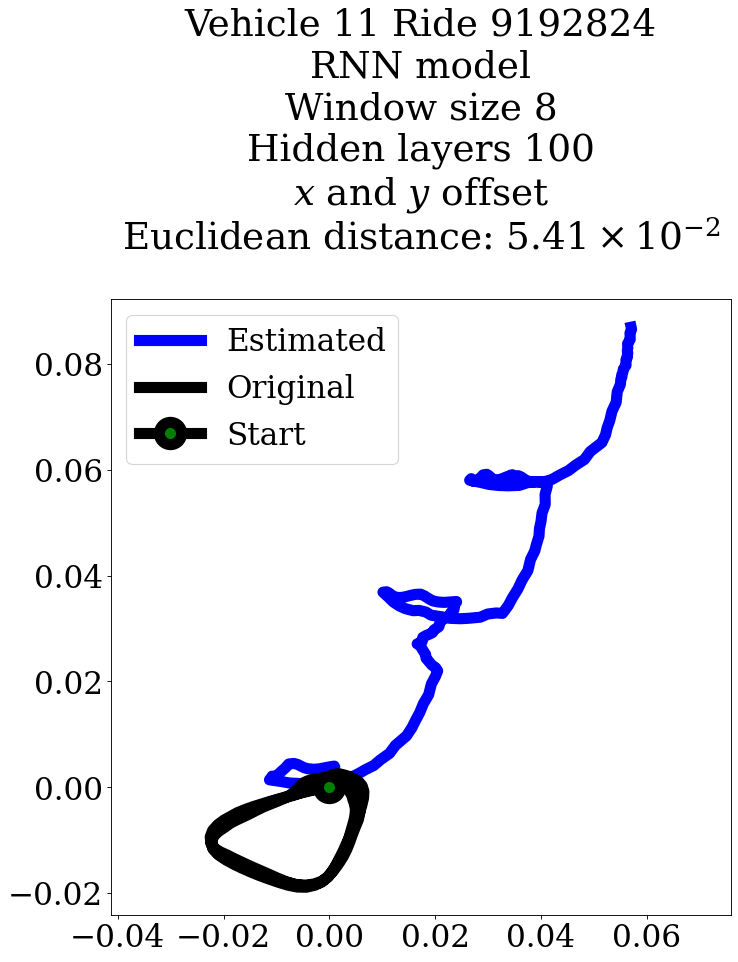 Vehicle 11 Ride 9192824
RNN model
Window size 8
Hidden layers 100
x and y offset
Euclidean distance: 5.41 × 10⁻²
Estimated
Original
Start
0.08
0.06
0.04
0.02
0.00
−0.02
−0.04 −0.02 0.00 0.02 0.04 0.06